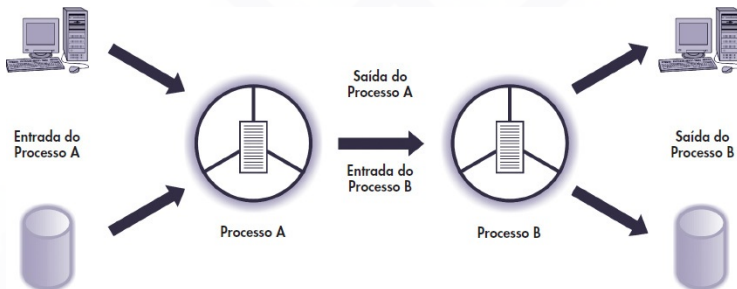 Entrada do
Processo A
Processo A
Saída do
Processo A
Entrada do
Processo B
Processo B
Saída do
Processo B